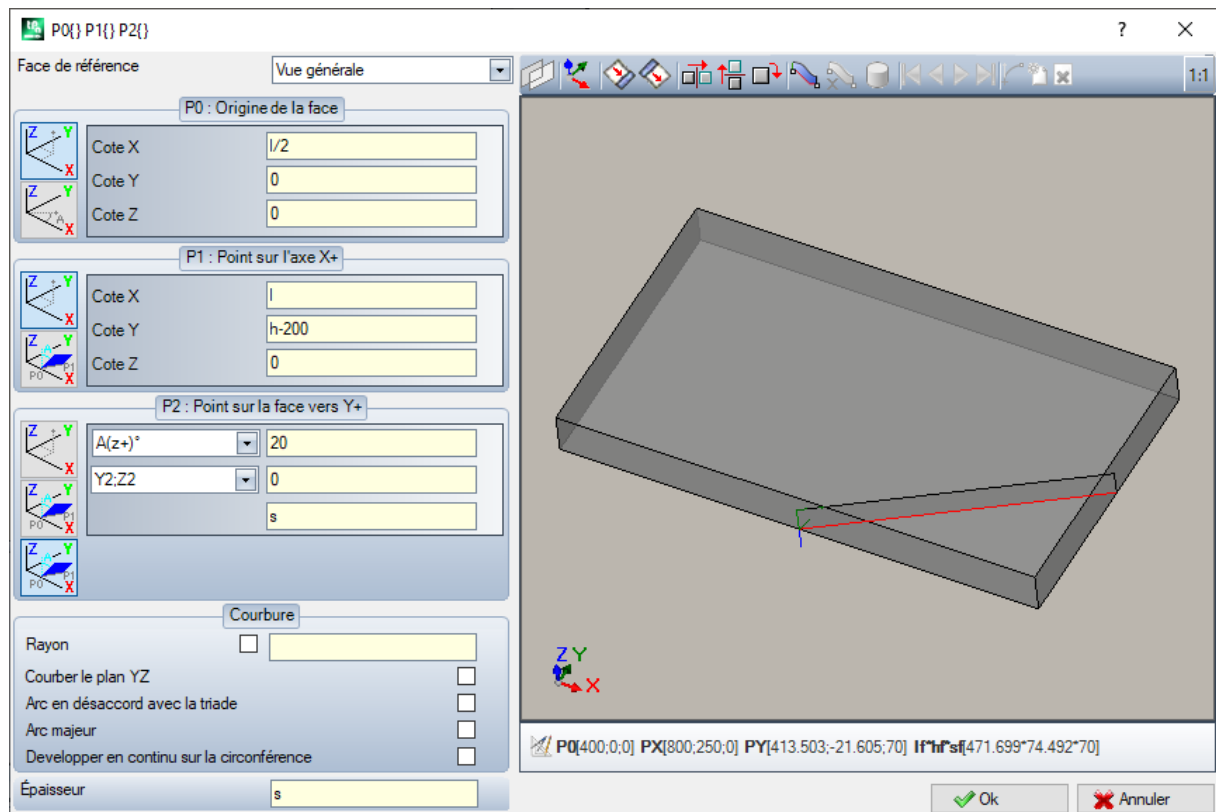 P0{} P1{} P2{}
? ×
Face de référence
Vue générale
1:1
P0 : Origine de la face
Cote X
l/2
Cote Y
0
Cote Z
0
P1 : Point sur l'axe X+
Cote X
l
Cote Y
h-200
Cote Z
0
P2 : Point sur la face vers Y+
A(z+)°
20
Y2;Z2
0
s
Courbure
Rayon
Courber le plan YZ
Arc en désaccord avec la triade
Arc majeur
Developper en continu sur la circonférence
Épaisseur
s
Z Y
X
P0[400;0;0] PX[800;250;0] PY[413.503;-21.605;70] lf*hf*sf[471.699*74.492*70]
Ok
Annuler